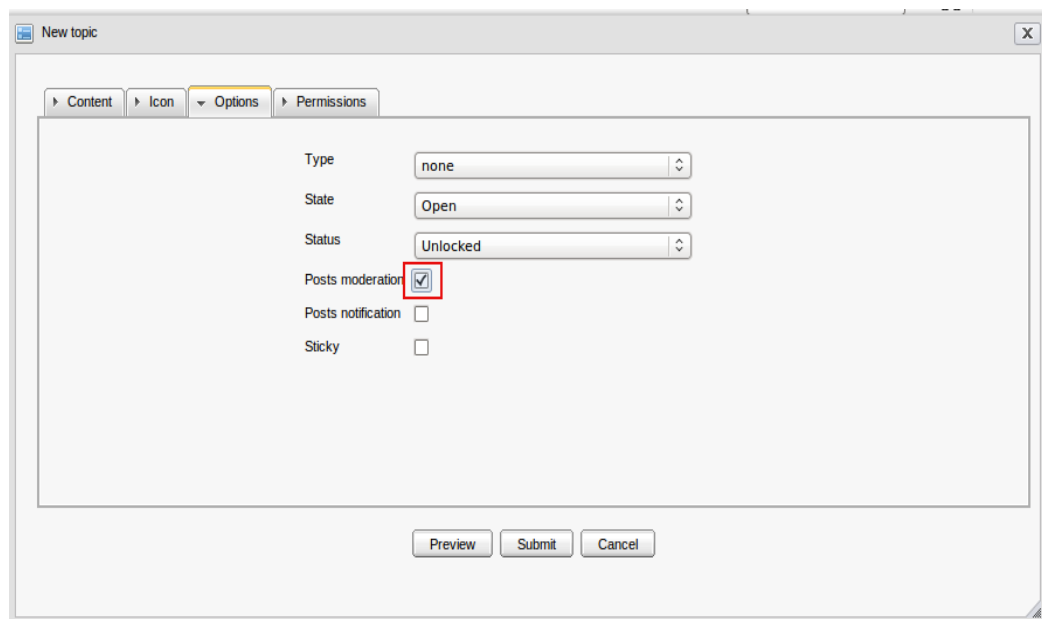 New topic
X
Content Icon Options Permissions
Type none
State Open
Status Unlocked
Posts moderation
Posts notification
Sticky
Preview Submit Cancel